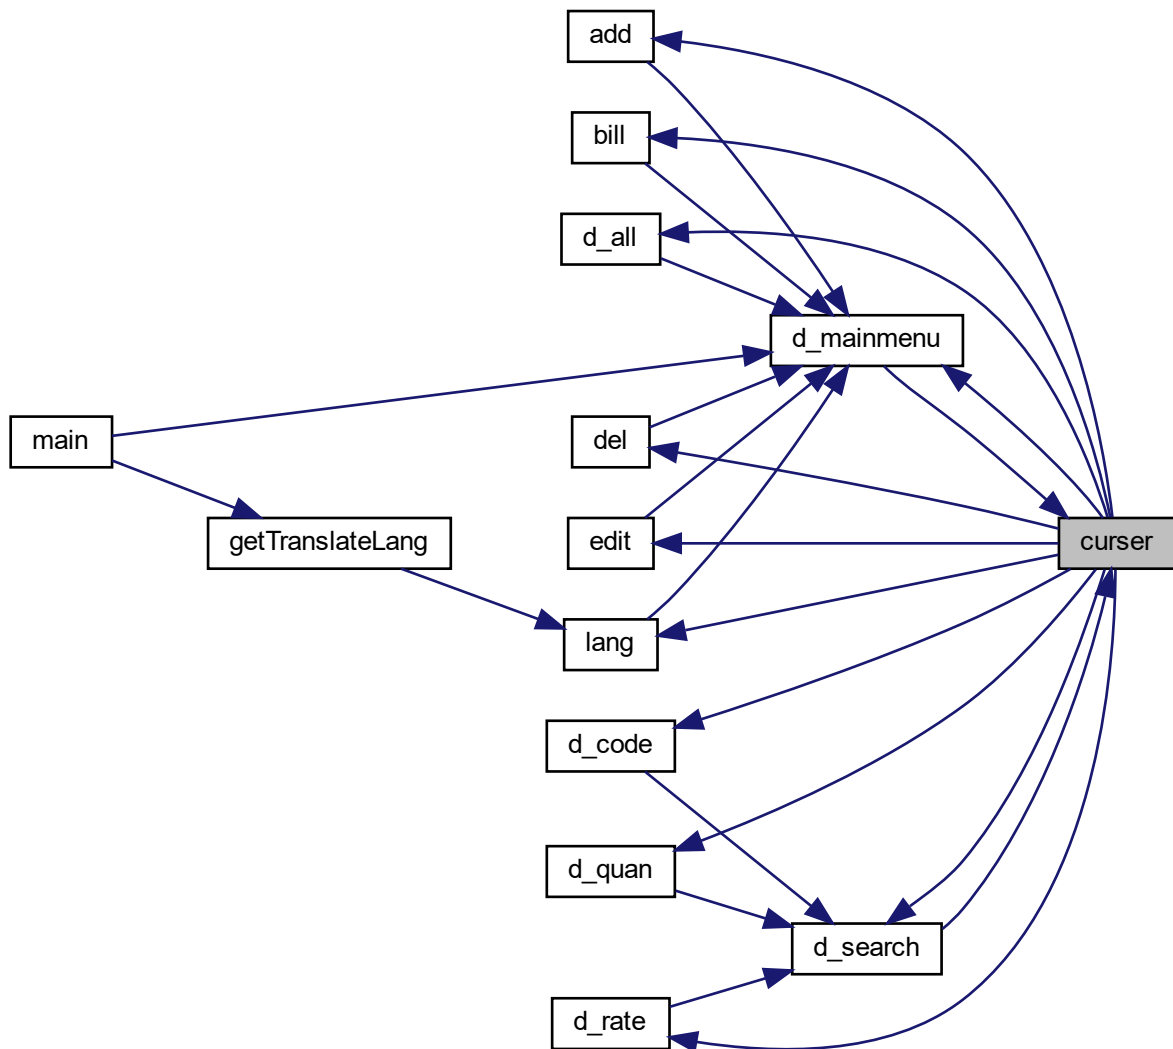 add
bill
d_all
d_mainmenu
main
del
getTranslateLang
edit
curser
lang
d_code
d_quan
d_search
d_rate